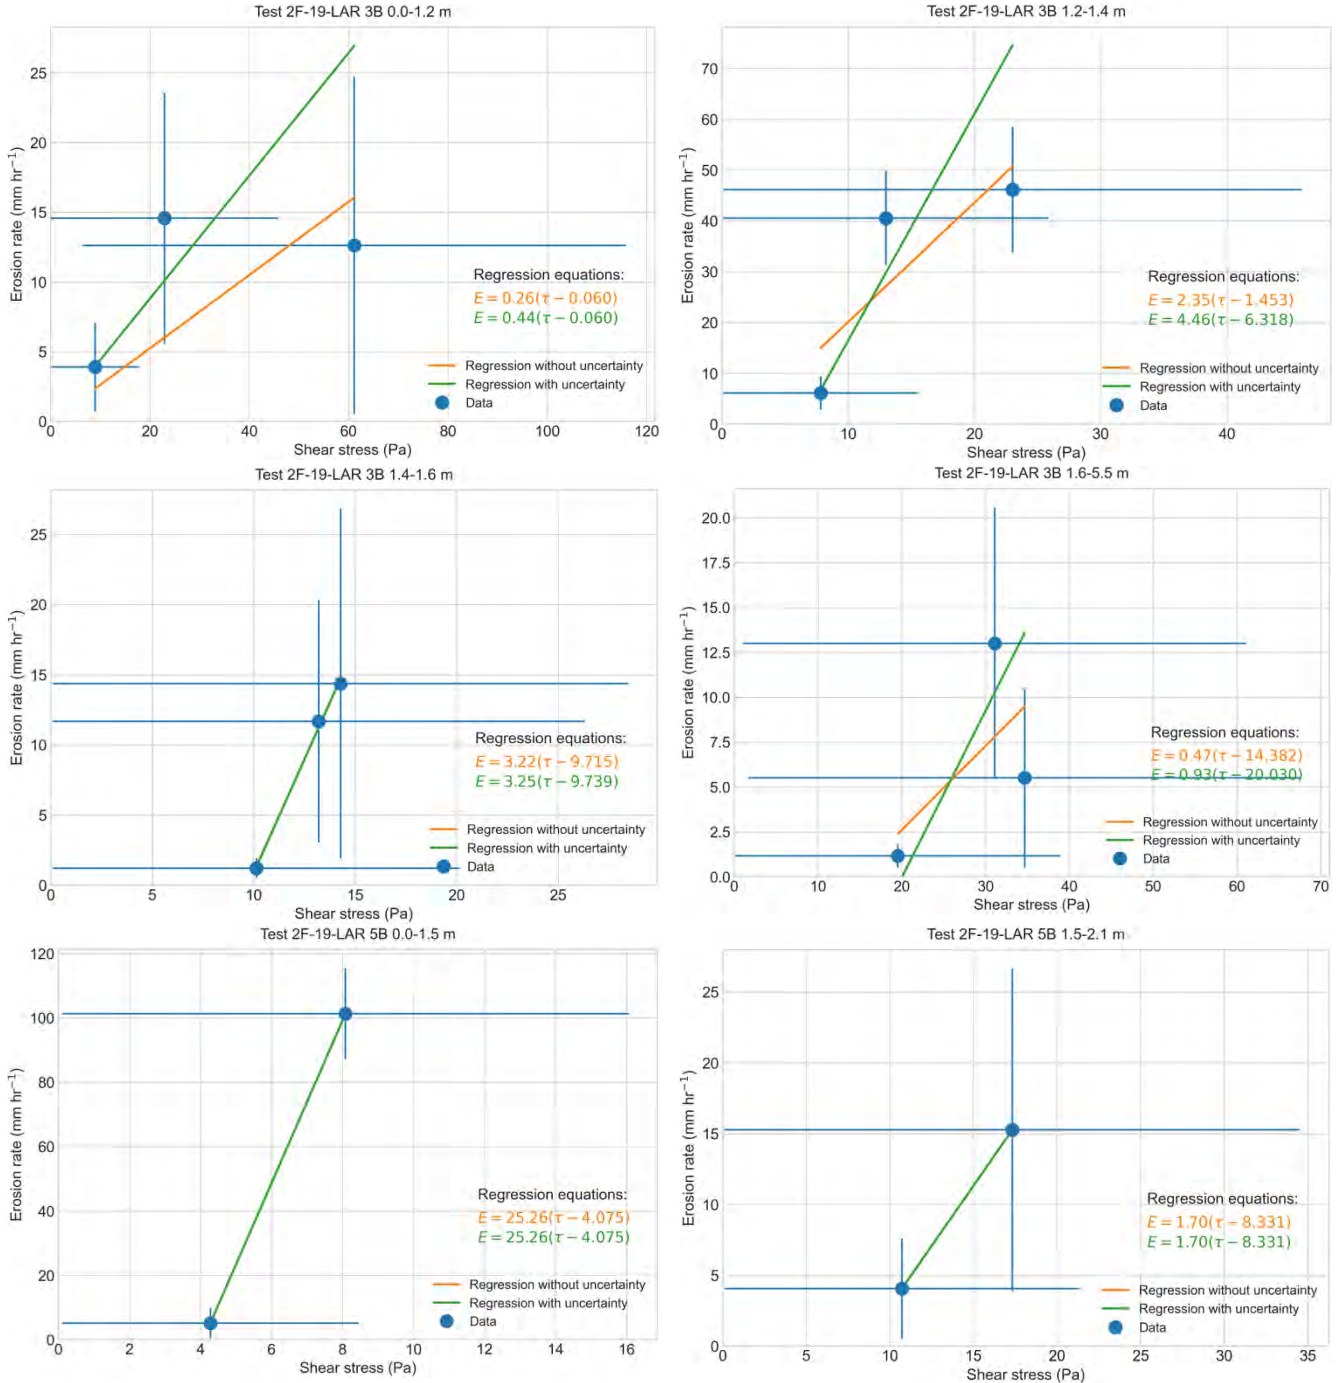 Test 2F-19-LAR 3B 0.0-1.2 m
Erosion rate (mm hr⁻¹)
25
20
15
10
5
0
0 20 40 60 80 100 120
Shear stress (Pa)
Regression equations:
E = 0.26(τ − 0.060)
E = 0.44(τ − 0.060)
Regression without uncertainty
Regression with uncertainty
Data
Test 2F-19-LAR 3B 1.2-1.4 m
Erosion rate (mm hr⁻¹)
70
60
50
40
30
20
10
0
0 10 20 30 40
Shear stress (Pa)
Regression equations:
E = 2.35(τ − 1.453)
E = 4.46(τ − 6.318)
Regression without uncertainty
Regression with uncertainty
Data
Test 2F-19-LAR 3B 1.4-1.6 m
Erosion rate (mm hr⁻¹)
25
20
15
10
5
0
0 5 10 15 20 25
Shear stress (Pa)
Regression equations:
E = 3.22(τ − 9.715)
E = 3.25(τ − 9.739)
Regression without uncertainty
Regression with uncertainty
Data
Test 2F-19-LAR 3B 1.6-5.5 m
Erosion rate (mm hr⁻¹)
20.0
17.5
15.0
12.5
10.0
7.5
5.0
2.5
0.0
0 10 20 30 40 50 60 70
Shear stress (Pa)
Regression equations:
E = 0.47(τ − 14.382)
E = 0.93(τ − 20.030)
Regression without uncertainty
Regression with uncertainty
Data
Test 2F-19-LAR 5B 0.0-1.5 m
Erosion rate (mm hr⁻¹)
120
100
80
60
40
20
0
0 2 4 6 8 10 12 14 16
Shear stress (Pa)
Regression equations:
E = 25.26(τ − 4.075)
E = 25.26(τ − 4.075)
Regression without uncertainty
Regression with uncertainty
Data
Test 2F-19-LAR 5B 1.5-2.1 m
Erosion rate (mm hr⁻¹)
25
20
15
10
5
0
0 5 10 15 20 25 30 35
Shear stress (Pa)
Regression equations:
E = 1.70(τ − 8.331)
E = 1.70(τ − 8.331)
Regression without uncertainty
Regression with uncertainty
Data